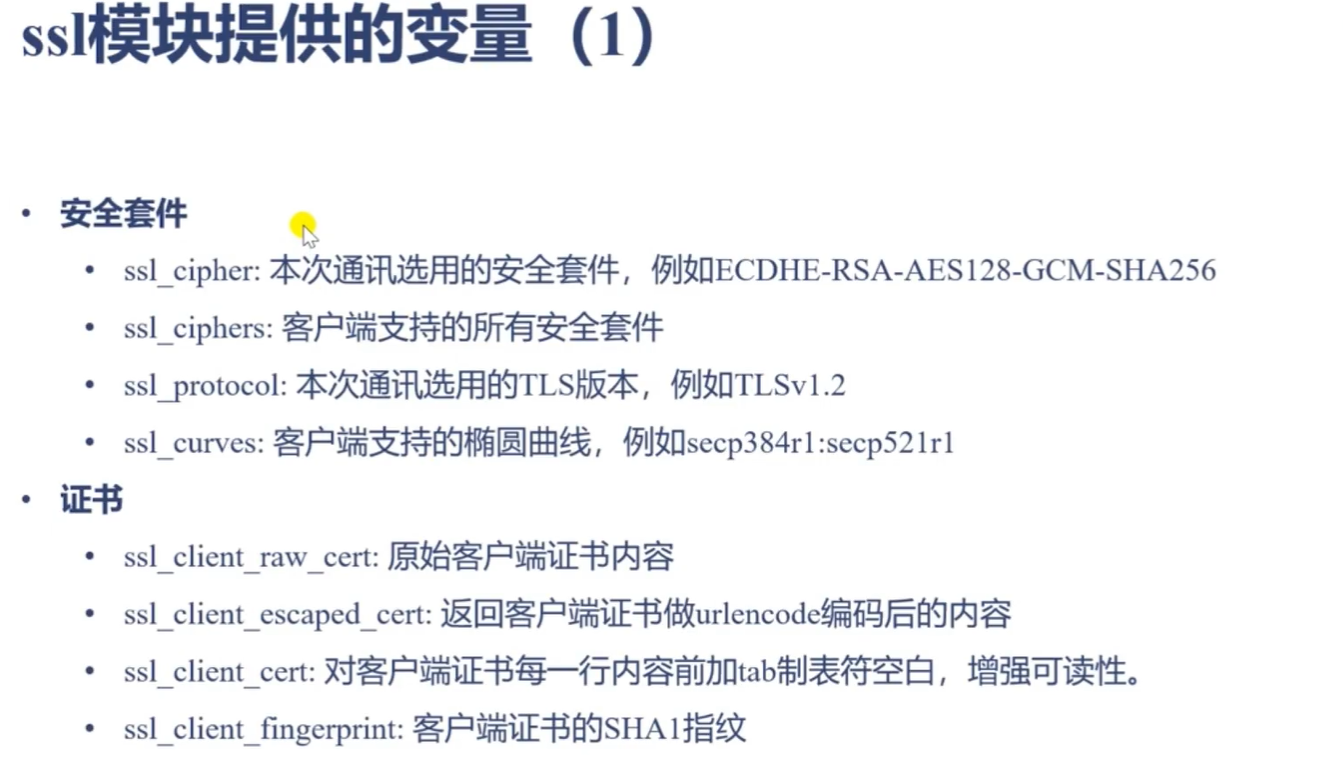 ssl模块提供的变量（1）
• 安全套件
• ssl_cipher: 本次通讯选用的安全套件，例如ECDHE-RSA-AES128-GCM-SHA256
• ssl_ciphers: 客户端支持的所有安全套件
• ssl_protocol: 本次通讯选用的TLS版本，例如TLSv1.2
• ssl_curves: 客户端支持的椭圆曲线，例如secp384r1:secp521r1
• 证书
• ssl_client_raw_cert: 原始客户端证书内容
• ssl_client_escaped_cert: 返回客户端证书做urlencode编码后的内容
• ssl_client_cert: 对客户端证书每一行内容前加tab制表符空白，增强可读性。
• ssl_client_fingerprint: 客户端证书的SHA1指纹